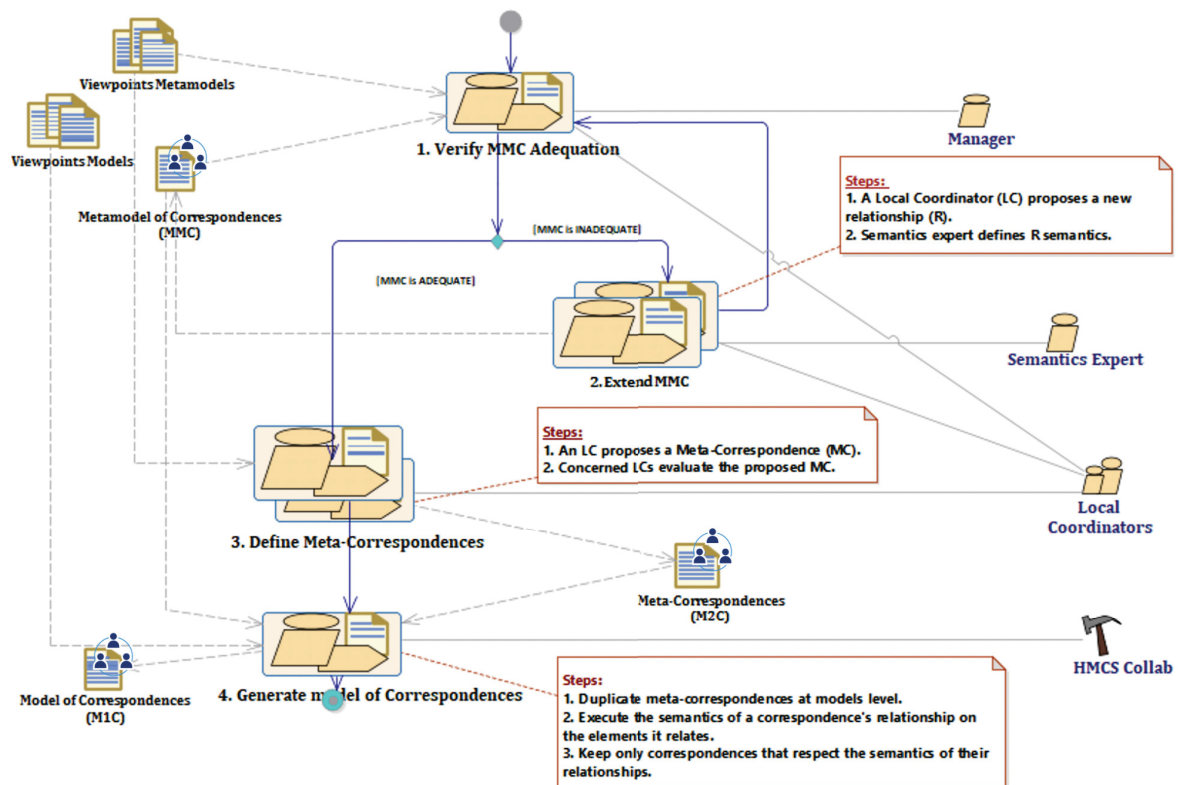 Viewpoints Metamodels
Viewpoints Models
Metamodel of Correspondences
(MMC)
1. Verify MMC Adequation
Manager
Steps:
1. A Local Coordinator (LC) proposes a new
relationship (R).
2. Semantics expert defines R semantics.
[MMC is INADEQUATE]
[MMC is ADEQUATE]
2. Extend MMC
Semantics Expert
Steps:
1. An LC proposes a Meta-Correspondence (MC).
2. Concerned LCs evaluate the proposed MC.
Local
Coordinators
3. Define Meta-Correspondences
Meta-Correspondences
(M2C)
HMCS Collab
Model of Correspondences
(M1C)
4. Generate model of Correspondences
Steps:
1. Duplicate meta-correspondences at models level.
2. Execute the semantics of a correspondence's relationship on
the elements it relates.
3. Keep only correspondences that respect the semantics of their
relationships.